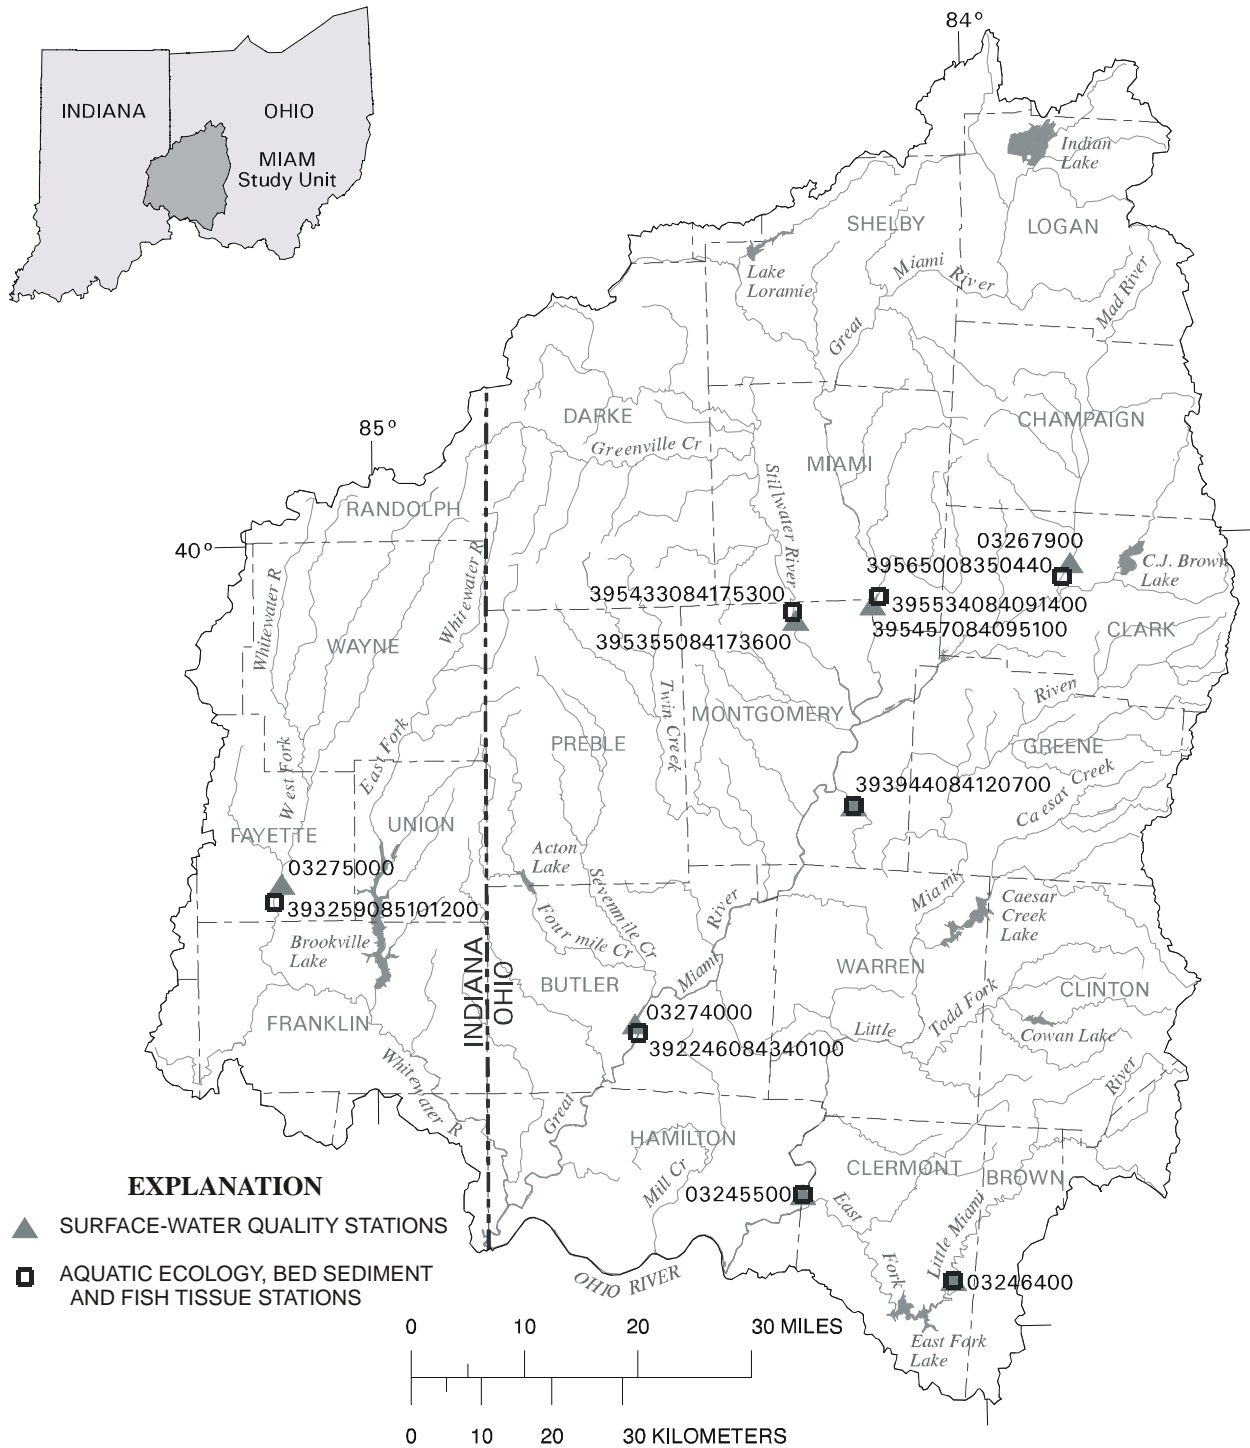 84°
INDIANA
OHIO
MIAM
Study Unit
Indian
Lake
SHELBY
LOGAN
Lake
Loramie
Miami
River
Mad River
Great
85°
DARKE
Greenville Cr
CHAMPAIGN
MIAMI
Stillwater River
RANDOLPH
40°
03267900
39565008350440
C.J. Brown
Lake
395433084175300
395534084091400
395355084173600
395457084095100
CLARK
Whitewater R
Whitewater R
WAYNE
River
Twin Creek
MONTGOMERY
PREBLE
GREENE
East Fork
West Fork
393944084120700
Caesar Creek
FAYETTE
UNION
Acton
Lake
03275000
393259085101200
Sevenmile Cr
Four mile Cr
River
Miami
Caesar
Creek
Lake
Brookville
Lake
INDIANA
OHIO
BUTLER
Miami
WARREN
CLINTON
Todd Fork
FRANKLIN
03274000
392246084340100
Little
Cowan Lake
Whitewater R
River
Great
HAMILTON
Mill Cr
CLERMONT
BROWN
EXPLANATION
03245500
East
Fork
Little Miami
SURFACE-WATER QUALITY STATIONS
AQUATIC ECOLOGY, BED SEDIMENT
AND FISH TISSUE STATIONS
OHIO RIVER
03246400
East Fork
Lake
0 10 20 30 MILES
0 10 20 30 KILOMETERS